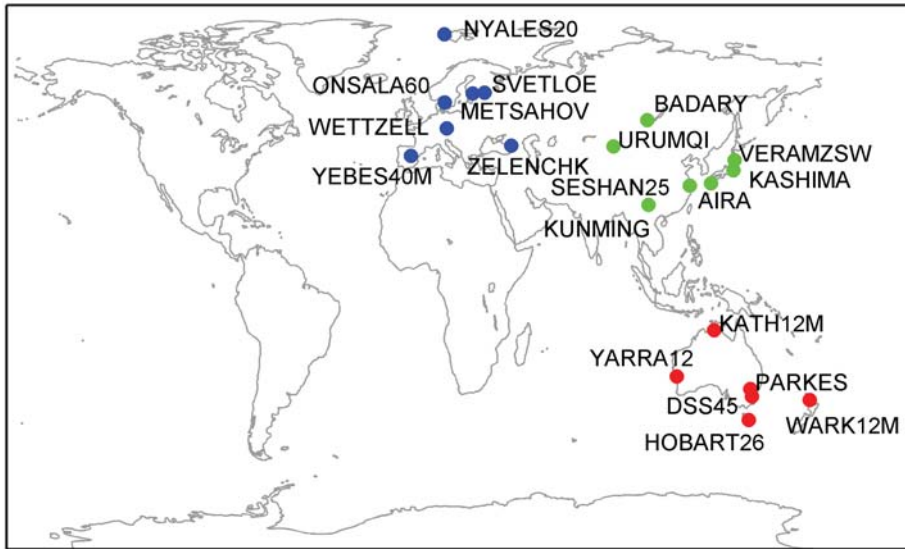 NYALES20
ONSALA60
SVETLOE
METSAHOV
WETTZELL
YEBES40M
ZELENCHK
BADARY
URUMQI
VERAMZSW
KASHIMA
SESHAN25
AIRA
KUNMING
KATH12M
YARRA12
PARKES
DSS45
WARK12M
HOBART26